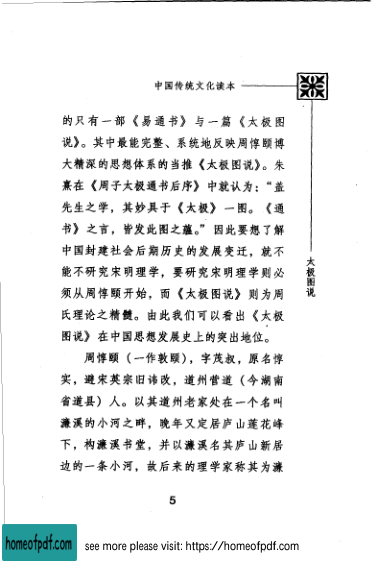 中国传统文化读本
的只有一部《易通书》与一篇《太极图
说》。其中最能完整、系统地反映周惇颐博
大精深的思想体系的当推《太极图说》。朱
熹在《周子太极通书后序》中就认为：“盖
先生之学，其妙具于《太极》一图。《通
书》之言，皆发此图之蕴。”因此要想了解
中国封建社会后期历史的发展变迁，就不
能不研究宋明理学，要研究宋明理学则必
须从周惇颐开始，而《太极图说》则为周
氏理论之精髓。由此我们可以看出《太极
图说》在中国思想发展史上的突出地位。
周惇颐（一作敦颐），字茂叔，原名惇
实，避宋英宗旧讳改，道州营道（今湖南
省道县）人。以其道州老家处在一个名叫
濂溪的小河之畔，晚年又定居庐山莲花峰
下，构濂溪书堂，并以濂溪名其庐山新居
边的一条小河，故后来的理学家称其为濂
太极图说
5
homeofpdf.com
see more please visit: https://homeofpdf.com